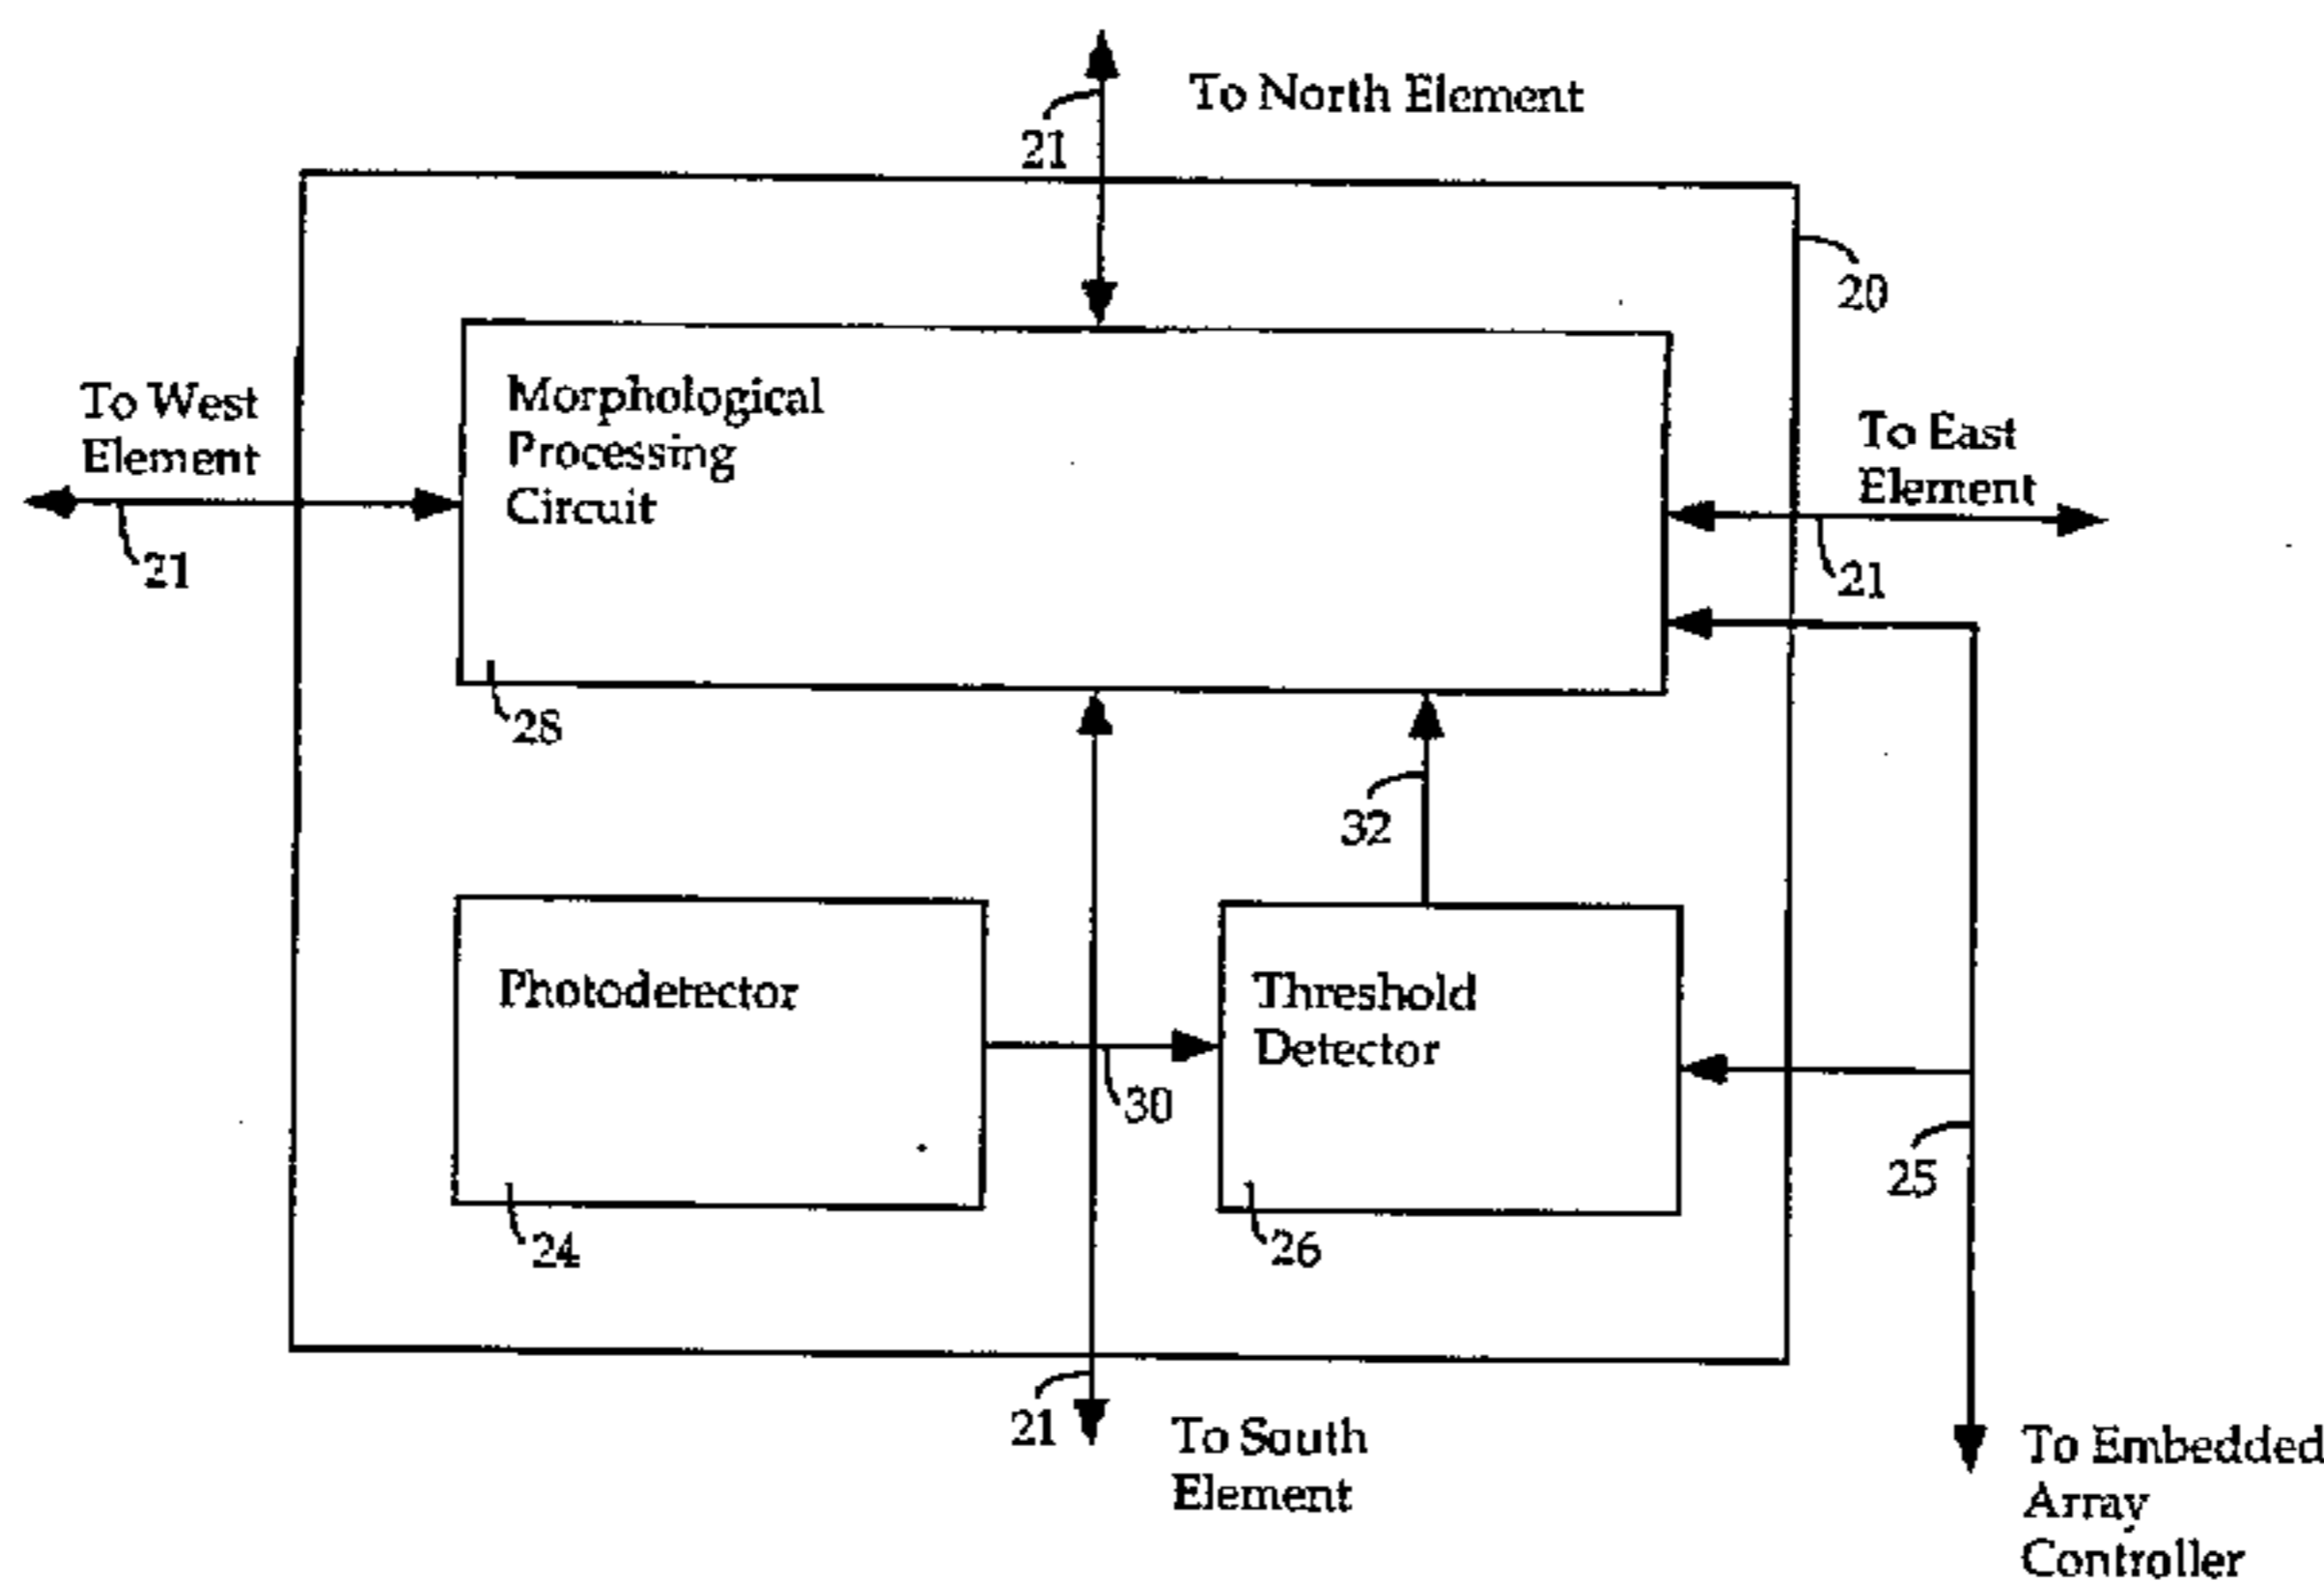 To North Element
21
20
To West
Element
21
Morphological
Processing
Circuit
To East
Element
21
28
32
Photodetector
Threshold
Detector
30
25
24
26
21
To South
Element
To Embedded
Array
Controller